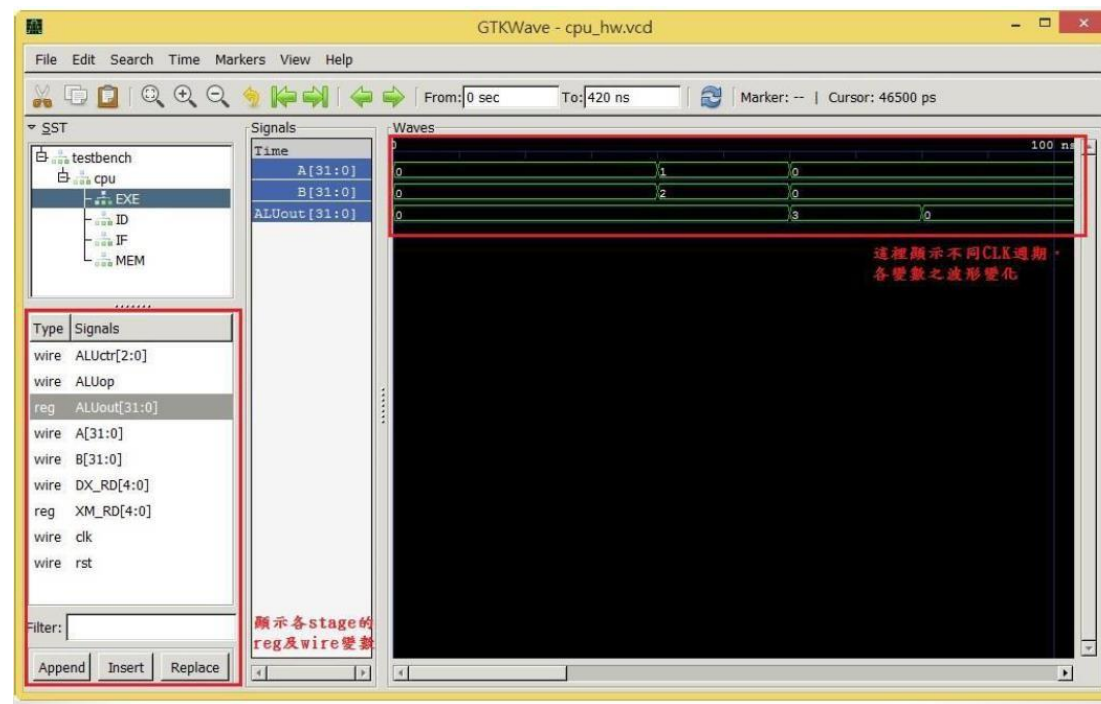 GTKWave - cpu_hw.vcd
File Edit Search Time Markers View Help
From: 0 sec To: 420 ns Marker: -- | Cursor: 46500 ps
SST
testbench
cpu
EXE
ID
IF
MEM
Type Signals
wire ALUctr[2:0]
wire ALUop
reg ALUout[31:0]
wire A[31:0]
wire B[31:0]
wire DX_RD[4:0]
reg XM_RD[4:0]
wire clk
wire rst
Filter:
Append Insert Replace
Signals
Time
A[31:0]
B[31:0]
ALUout[31:0]
顯示各stage的
reg及wire變數
Waves
0 100 ns
0 1 0
0 2 0
0 3 0
這裡顯示不同CLK週期,
各變數之波形變化